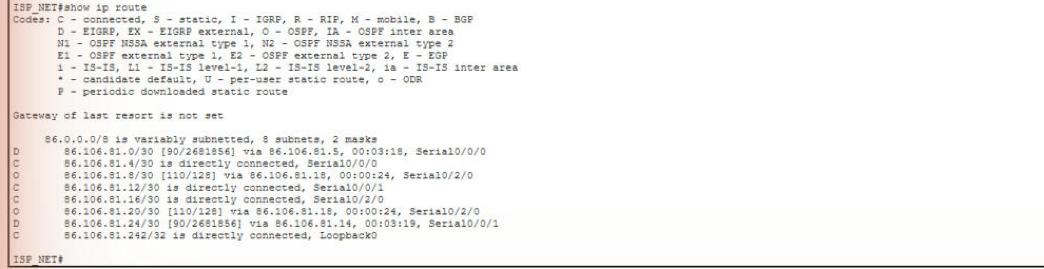 ISP_NET#show ip route
Codes: C - connected, S - static, I - IGRP, R - RIP, M - mobile, B - BGP
D - EIGRP, EX - EIGRP external, O - OSPF, IA - OSPF inter area
N1 - OSPF NSSA external type 1, N2 - OSPF NSSA external type 2
E1 - OSPF external type 1, E2 - OSPF external type 2, E - EGP
i - IS-IS, L1 - IS-IS level-1, L2 - IS-IS level-2, ia - IS-IS inter area
* - candidate default, U - per-user static route, o - ODR
P - periodic downloaded static route
Gateway of last resort is not set
86.0.0.0/8 is variably subnetted, 8 subnets, 2 masks
D 86.106.81.0/30 [90/2681856] via 86.106.81.5, 00:03:18, Serial0/0/0
C 86.106.81.4/30 is directly connected, Serial0/0/0
O 86.106.81.8/30 [110/128] via 86.106.81.18, 00:00:24, Serial0/2/0
C 86.106.81.12/30 is directly connected, Serial0/0/1
C 86.106.81.16/30 is directly connected, Serial0/2/0
O 86.106.81.20/30 [110/128] via 86.106.81.18, 00:00:24, Serial0/2/0
D 86.106.81.24/30 [90/2681856] via 86.106.81.14, 00:03:19, Serial0/0/1
C 86.106.81.242/32 is directly connected, Loopback0
ISP_NET#